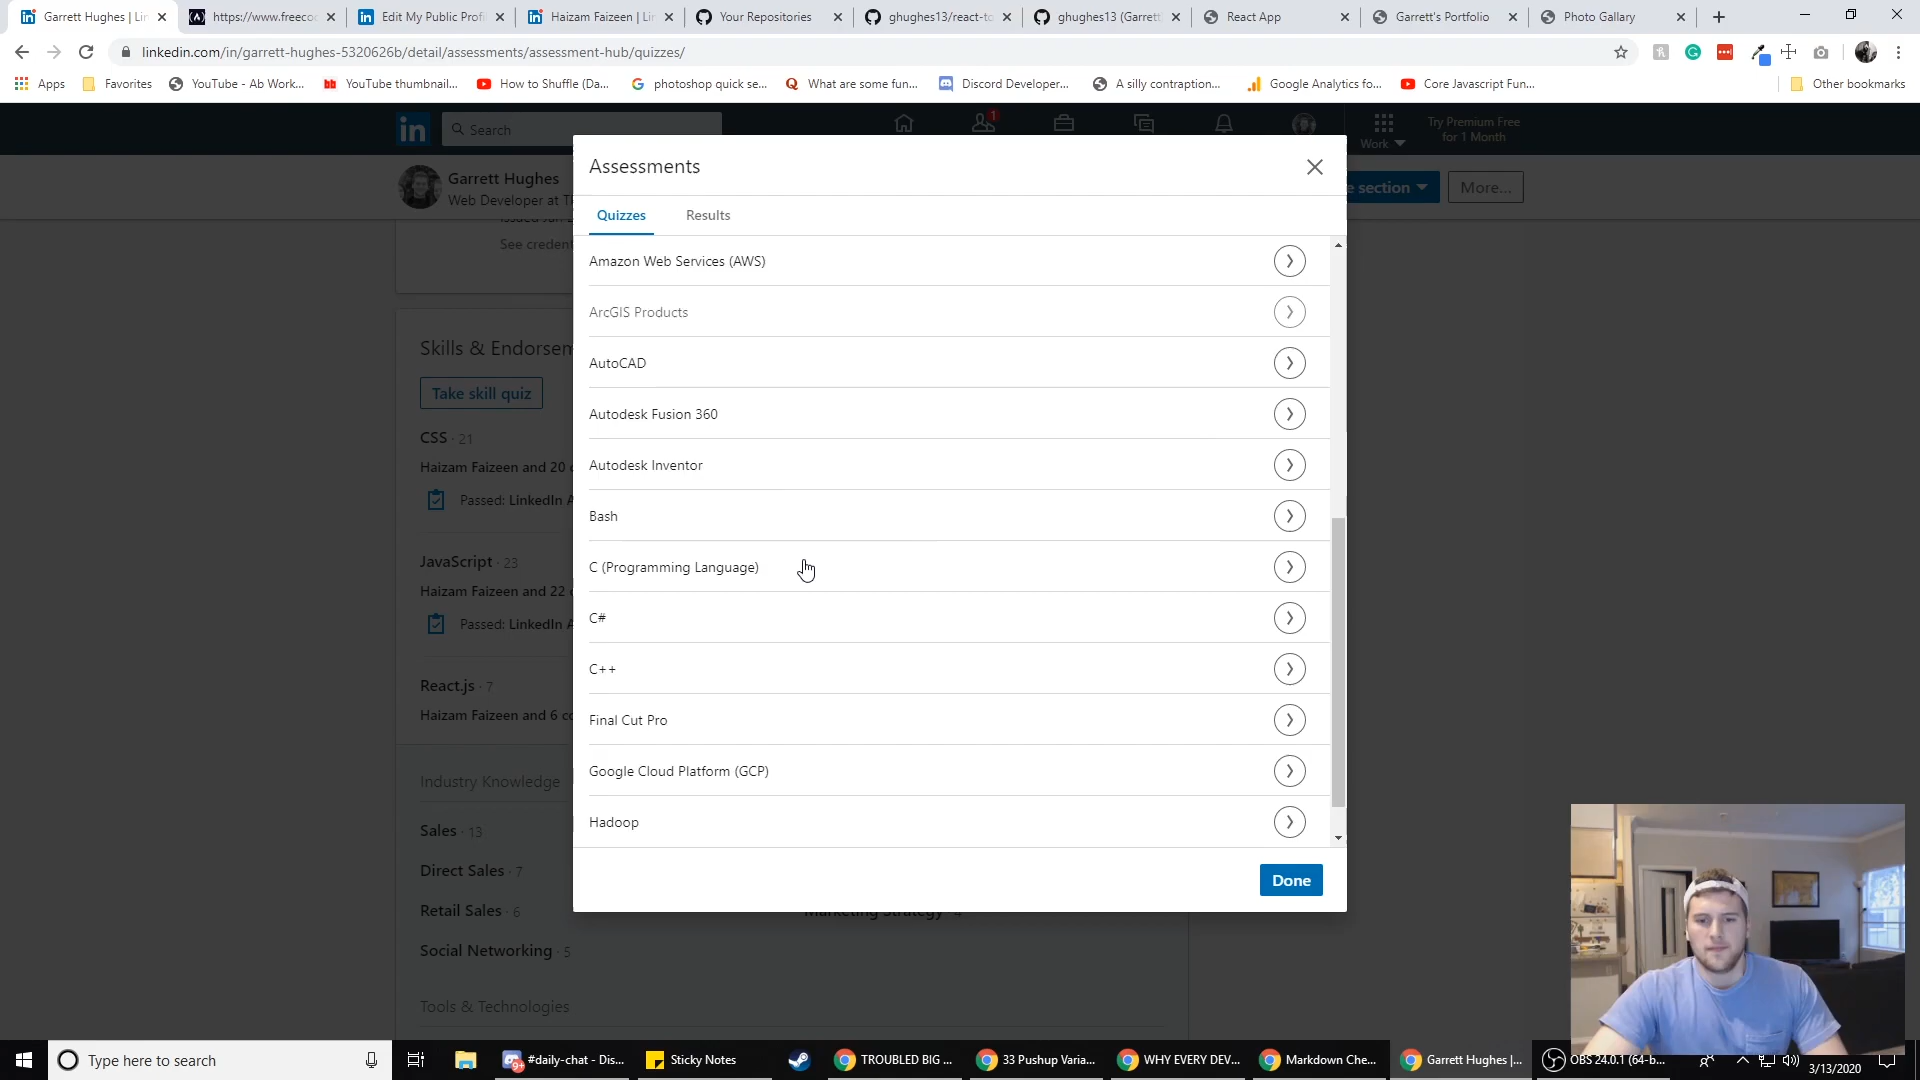 Garrett Hughes | Lin
https://www.freecoc
Edit My Public Profil
Haizam Faizeen | Lin
Your Repositories
ghughes13/react-to
ghughes13 (Garrett
React App
Garrett's Portfolio
Photo Gallary
linkedin.com/in/garrett-hughes-5320626b/detail/assessments/assessment-hub/quizzes/
Apps
Favorites
YouTube - Ab Work...
YouTube thumbnail...
How to Shuffle (Da...
photoshop quick se...
What are some fun...
Discord Developer...
A silly contraption...
Google Analytics fo...
Core Javascript Fun...
Other bookmarks
in
Search
1
Work
Try Premium Free
for 1 Month
Garrett Hughes
Web Developer at
e section
More...
See creden
Skills & Endorsem
Take skill quiz
CSS · 21
Haizam Faizeen and 20
Passed: LinkedIn A
JavaScript · 23
Haizam Faizeen and 22
Passed: LinkedIn A
React.js · 7
Haizam Faizeen and 6 co
Industry Knowledge
Sales · 13
Direct Sales · 7
Retail Sales · 6
Marketing Strategy · 4
Social Networking · 5
Tools & Technologies
Assessments
Quizzes
Results
Amazon Web Services (AWS)
ArcGIS Products
AutoCAD
Autodesk Fusion 360
Autodesk Inventor
Bash
C (Programming Language)
C#
C++
Final Cut Pro
Google Cloud Platform (GCP)
Hadoop
Done
Type here to search
#daily-chat - Dis...
Sticky Notes
TROUBLED BIG ...
33 Pushup Varia...
WHY EVERY DEV...
Markdown Che...
Garrett Hughes |...
OBS 24.0.1 (64-b...
3/13/2020